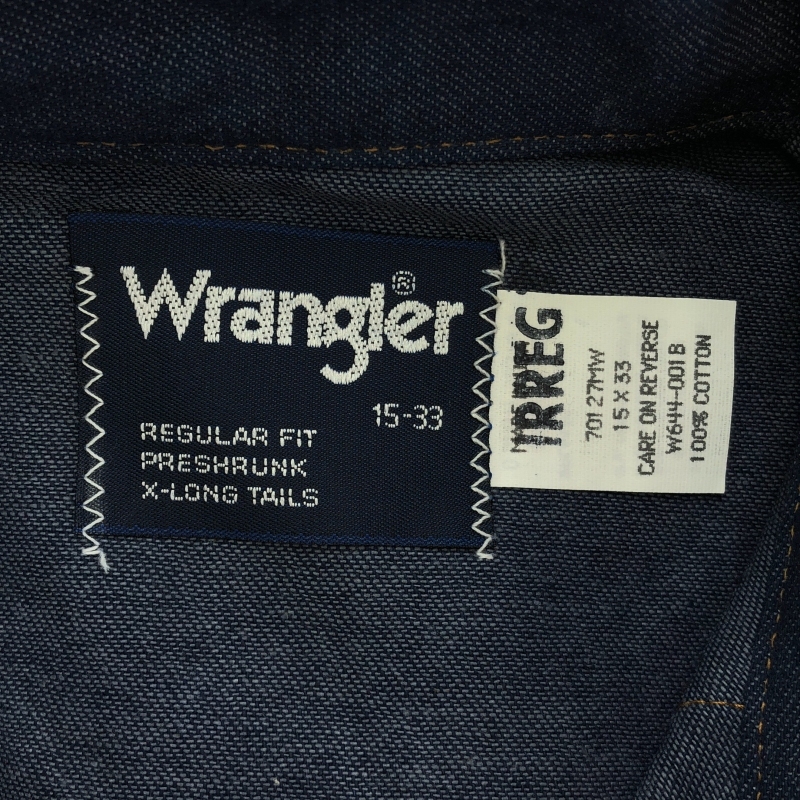 Wrangler®
15-33
REGULAR FIT
PRESHRUNK
X-LONG TAILS
IRREG
70127MW
15 X 33
CARE ON REVERSE
W644-001B
100% COTTON